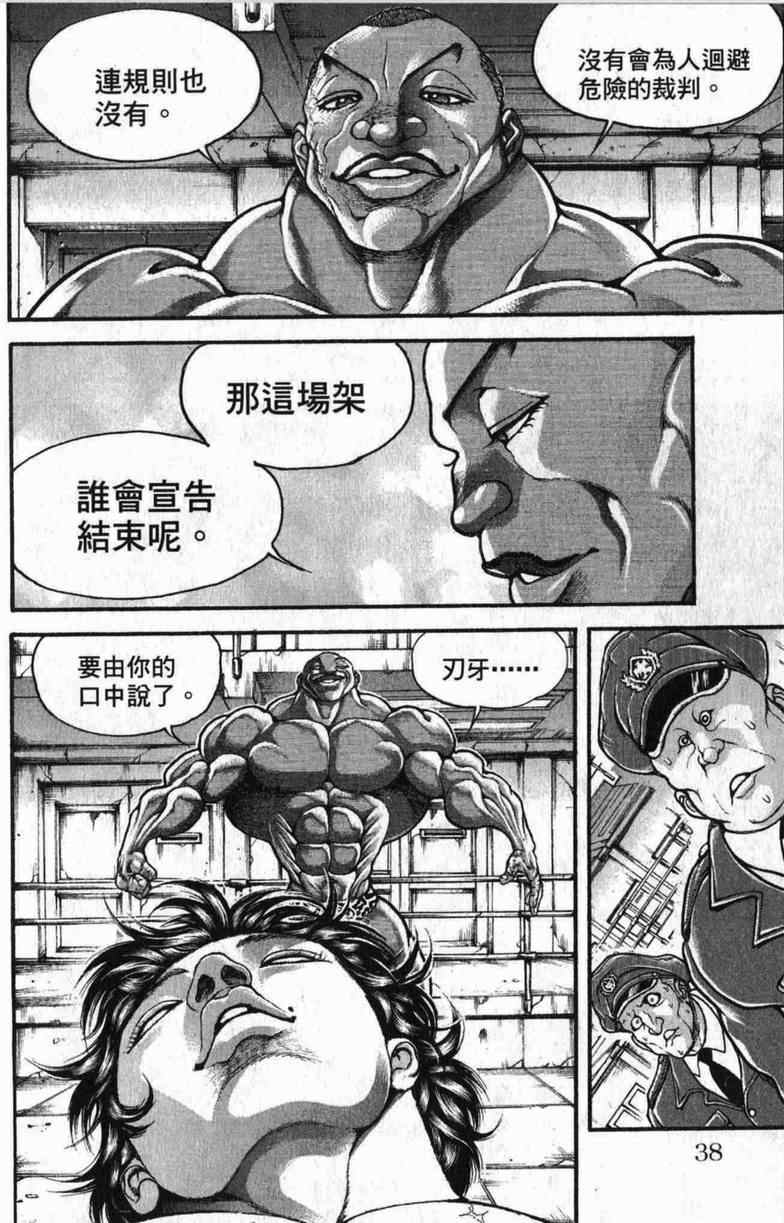 沒有會為人迴避
危險的裁判。
連規則也
沒有。
那這場架
誰會宣告
結束呢。
刃牙⋯⋯
要由你的
口中說了。
38